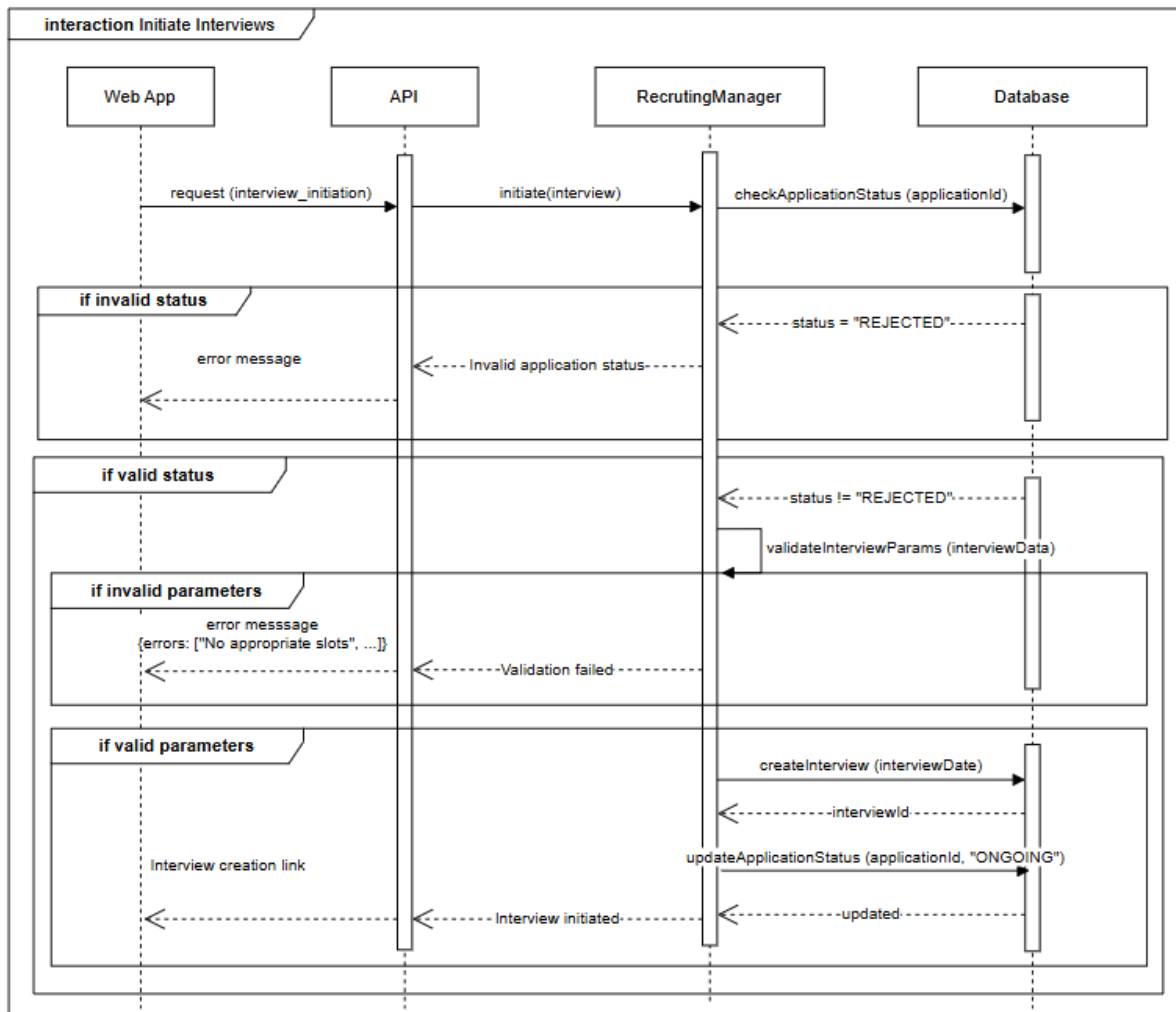 interaction Initiate Interviews
Web App
API
RecrutingManager
Database
request (interview_initiation)
initiate(interview)
checkApplicationStatus (applicationId)
if invalid status
status = "REJECTED"
error message
Invalid application status
if valid status
status != "REJECTED"
validateInterviewParams (interviewData)
if invalid parameters
error messsage
{errors: ["No appropriate slots", ...]}
Validation failed
if valid parameters
createInterview (interviewDate)
interviewId
updateApplicationStatus (applicationId, "ONGOING")
Interview creation link
updated
Interview initiated